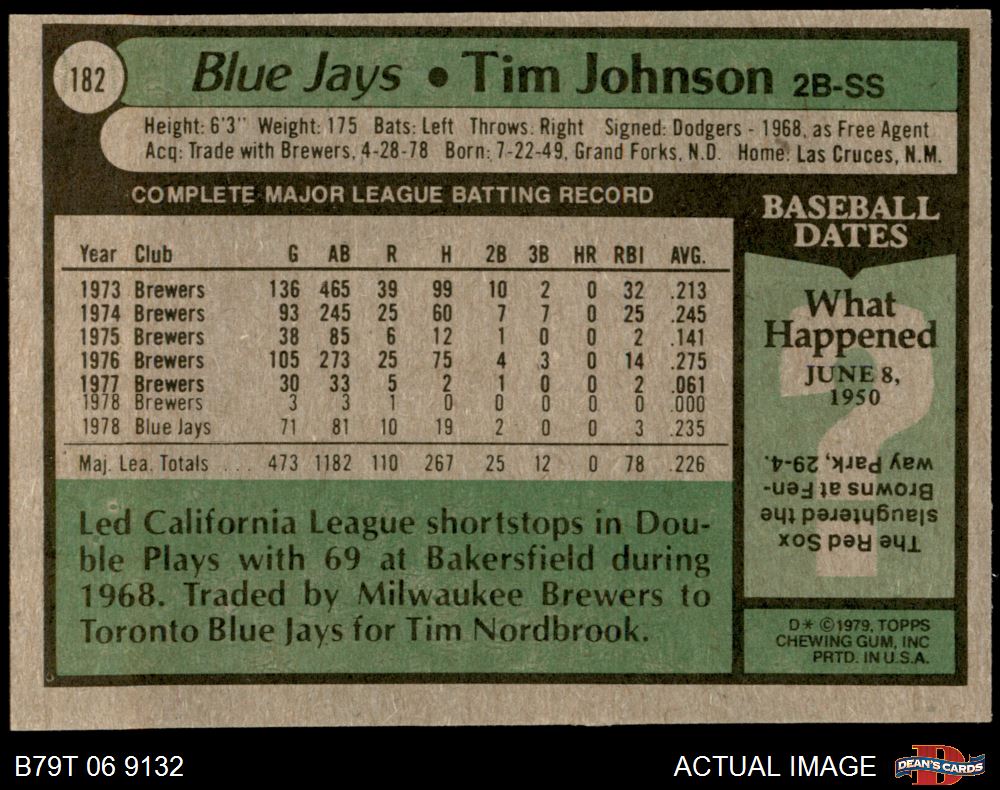 182
Blue Jays • Tim Johnson 2B-SS
Height: 6'3" Weight: 175 Bats: Left Throws: Right Signed: Dodgers - 1968, as Free Agent
Acq: Trade with Brewers, 4-28-78 Born: 7-22-49, Grand Forks, N.D. Home: Las Cruces, N.M.
COMPLETE MAJOR LEAGUE BATTING RECORD
Year Club G AB R H 2B 3B HR RBI AVG.
1973 Brewers 136 465 39 99 10 2 0 32 .213
1974 Brewers 93 245 25 60 7 7 0 25 .245
1975 Brewers 38 85 6 12 1 0 0 2 .141
1976 Brewers 105 273 25 75 4 3 0 14 .275
1977 Brewers 30 33 5 2 1 0 0 2 .061
1978 Brewers 3 3 1 0 0 0 0 0 .000
1978 Blue Jays 71 81 10 19 2 0 0 3 .235
Maj. Lea. Totals . . . 473 1182 110 267 25 12 0 78 .226
Led California League shortstops in Dou-
ble Plays with 69 at Bakersfield during
1968. Traded by Milwaukee Brewers to
Toronto Blue Jays for Tim Nordbrook.
BASEBALL
DATES
What
Happened
JUNE 8,
1950
?
The Red Sox
slaughtered the
Browns at Fen-
way Park, 29-4.
D* ©1979, TOPPS
CHEWING GUM, INC
PRTD. IN U.S.A.
B79T 06 9132
ACTUAL IMAGE
D
DEAN'S CARDS